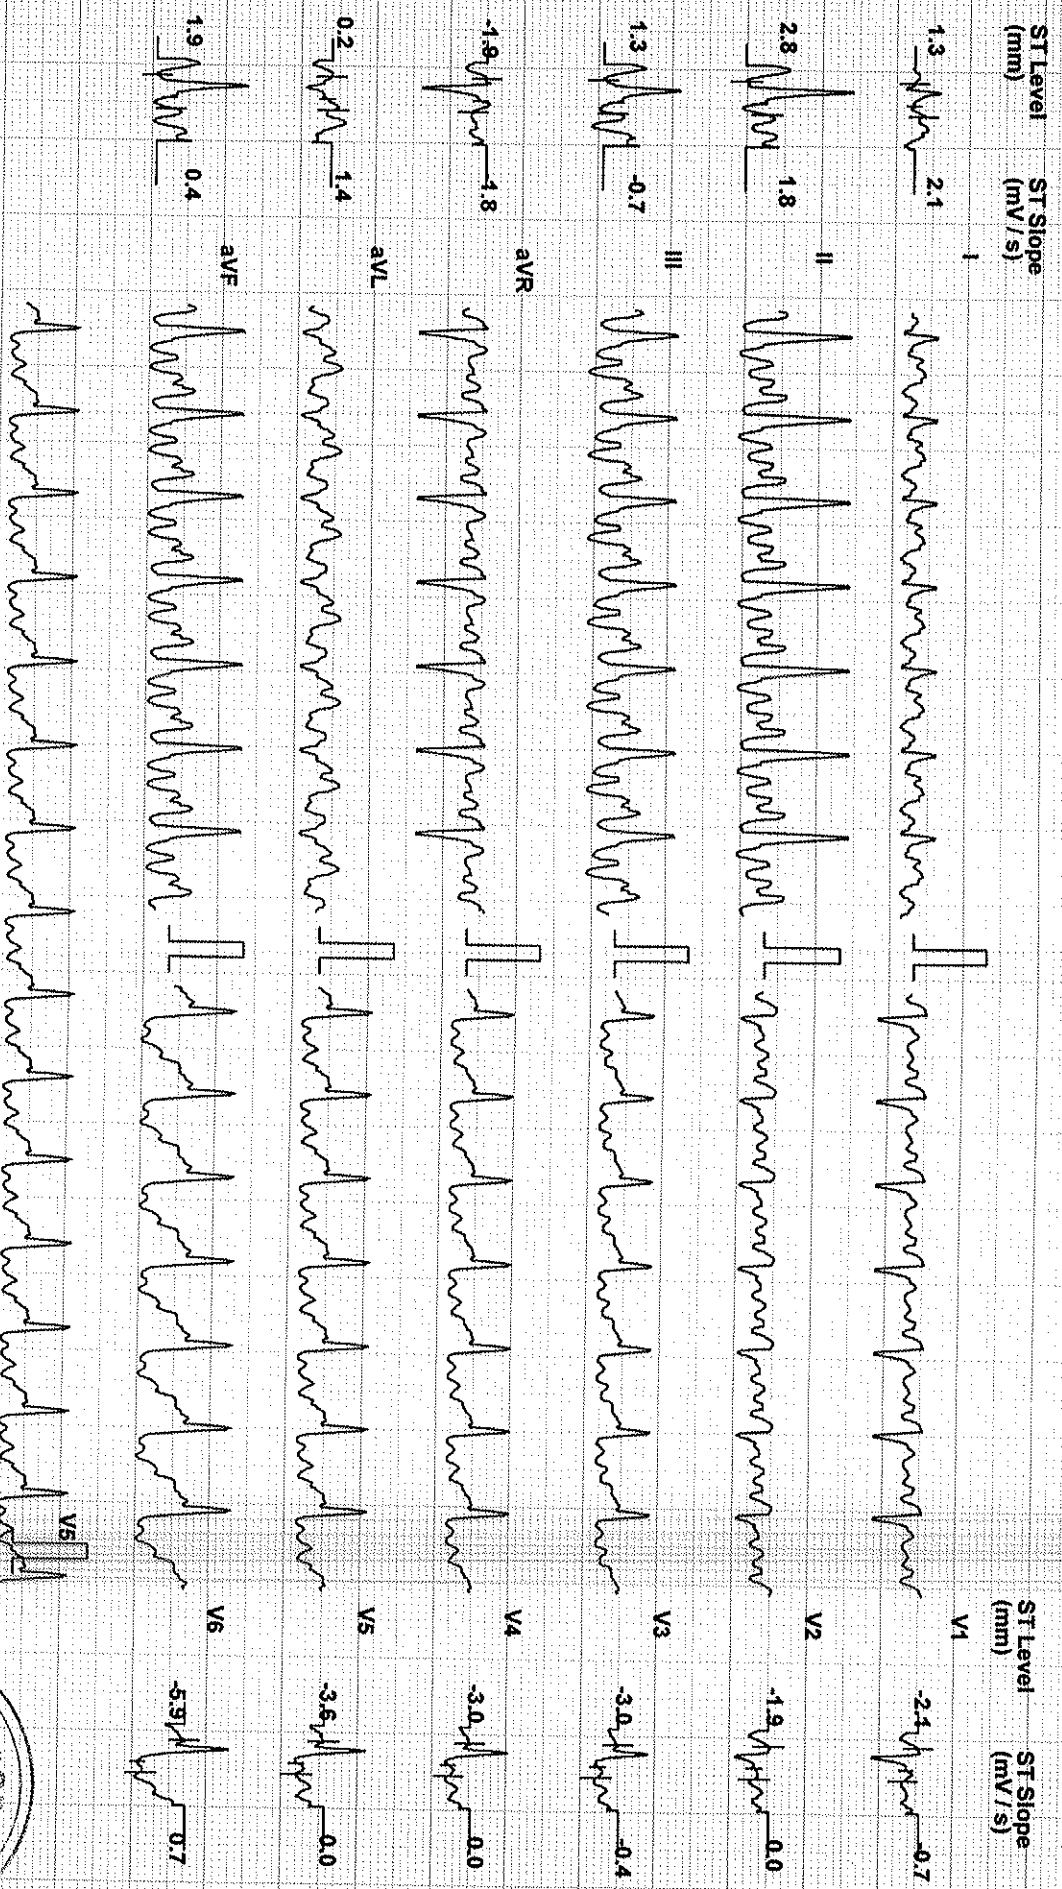 ST Level ST Slope
(mm) (mV / s)
I
1.3 2.1
II
2.8 1.8
III
1.3 -0.7
aVR
-1.9 -1.8
aVL
0.2 1.4
aVF
1.9 0.4
ST Level ST Slope
(mm) (mV / s)
V1
-2.1 -0.7
V2
-1.9 0.0
V3
-3.0 -0.4
V4
-3.0 0.0
V5
-3.6 0.0
V6
-5.9 0.7
V5